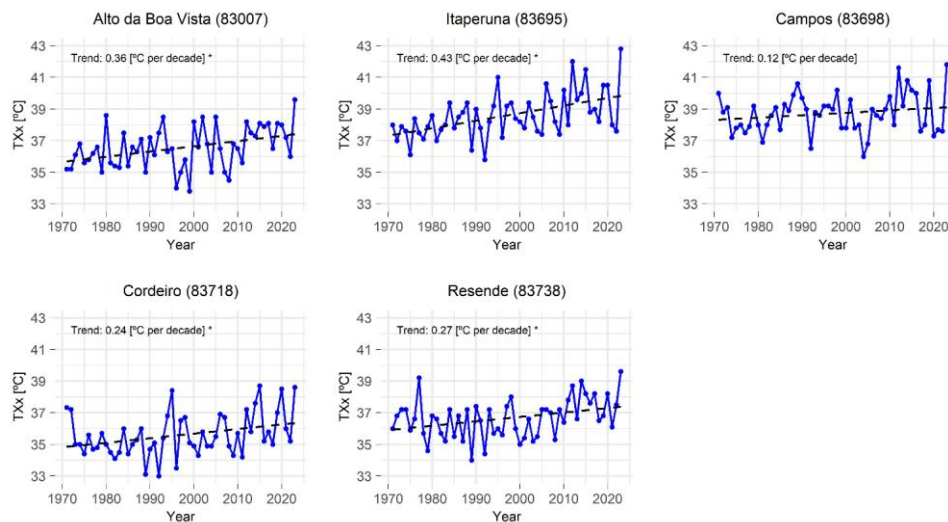 Alto da Boa Vista (83007)
Trend: 0.36 [ºC per decade] *
TXx [ºC]
43
41
39
37
35
33
1970 1980 1990 2000 2010 2020
Year
Itaperuna (83695)
Trend: 0.43 [ºC per decade] *
TXx [ºC]
43
41
39
37
35
33
1970 1980 1990 2000 2010 2020
Year
Campos (83698)
Trend: 0.12 [ºC per decade]
TXx [ºC]
43
41
39
37
35
33
1970 1980 1990 2000 2010 2020
Year
Cordeiro (83718)
Trend: 0.24 [ºC per decade] *
TXx [ºC]
43
41
39
37
35
33
1970 1980 1990 2000 2010 2020
Year
Resende (83738)
Trend: 0.27 [ºC per decade] *
TXx [ºC]
43
41
39
37
35
33
1970 1980 1990 2000 2010 2020
Year